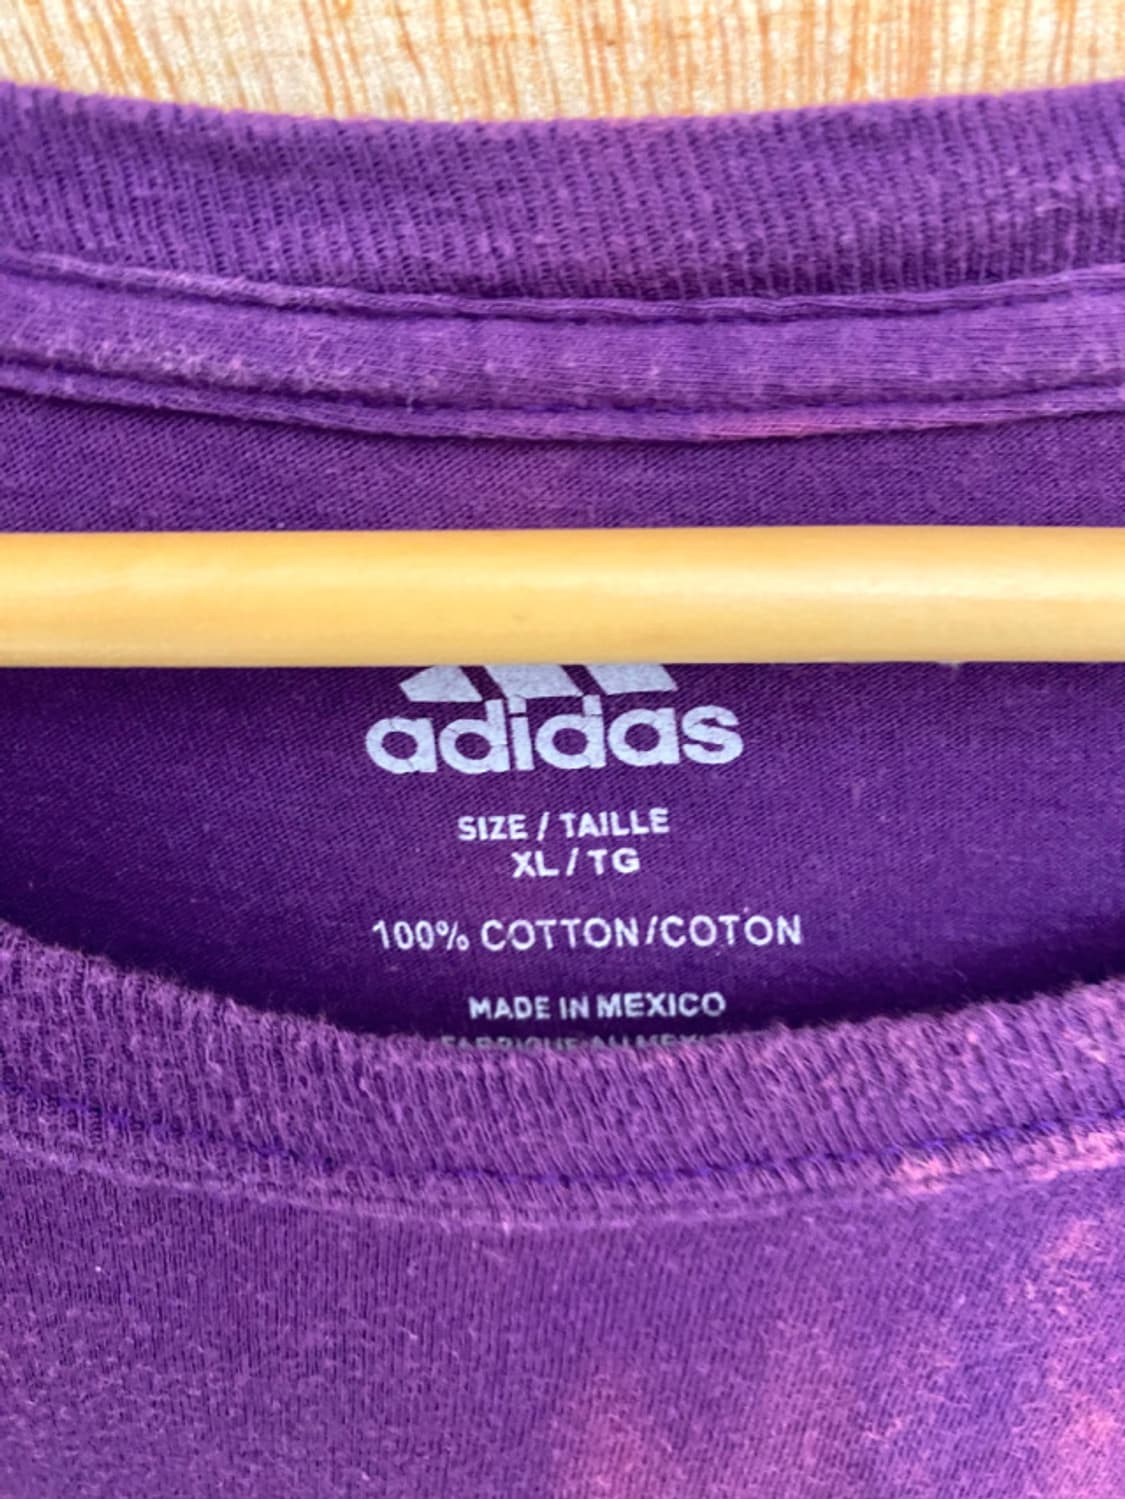 adidas
SIZE / TAILLE
XL / TG
100% COTTON/COTON
MADE IN MEXICO